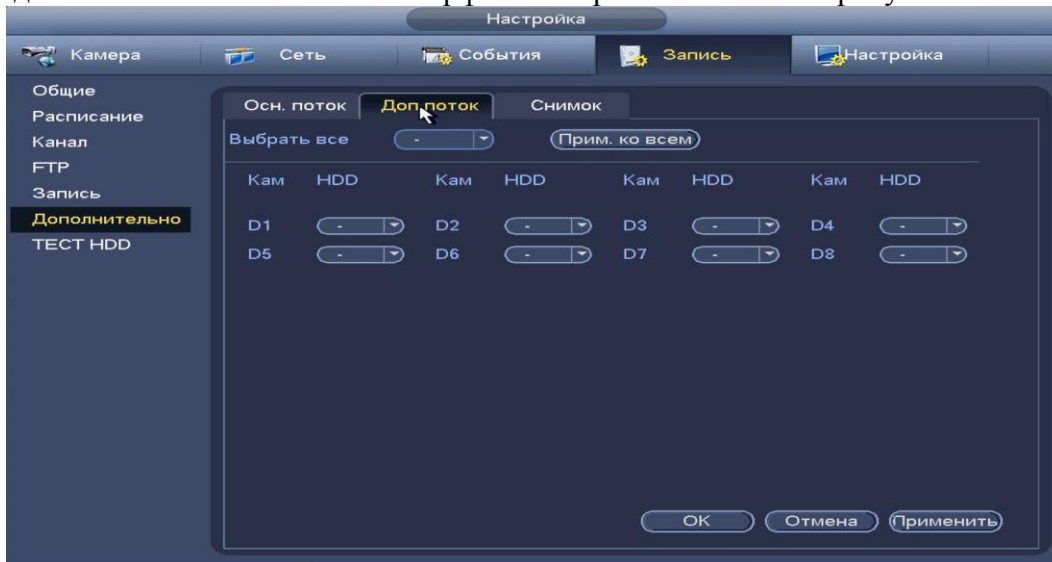 Настройка
Камера Сеть События Запись Настройка
Общие
Расписание
Канал
FTP
Запись
Дополнительно
ТЕСТ HDD
Осн. поток Доп поток Снимок
Выбрать все - Прим. ко всем
Кам HDD Кам HDD Кам HDD Кам HDD
D1 - D2 - D3 - D4 -
D5 - D6 - D7 - D8 -
OK Отмена Применить